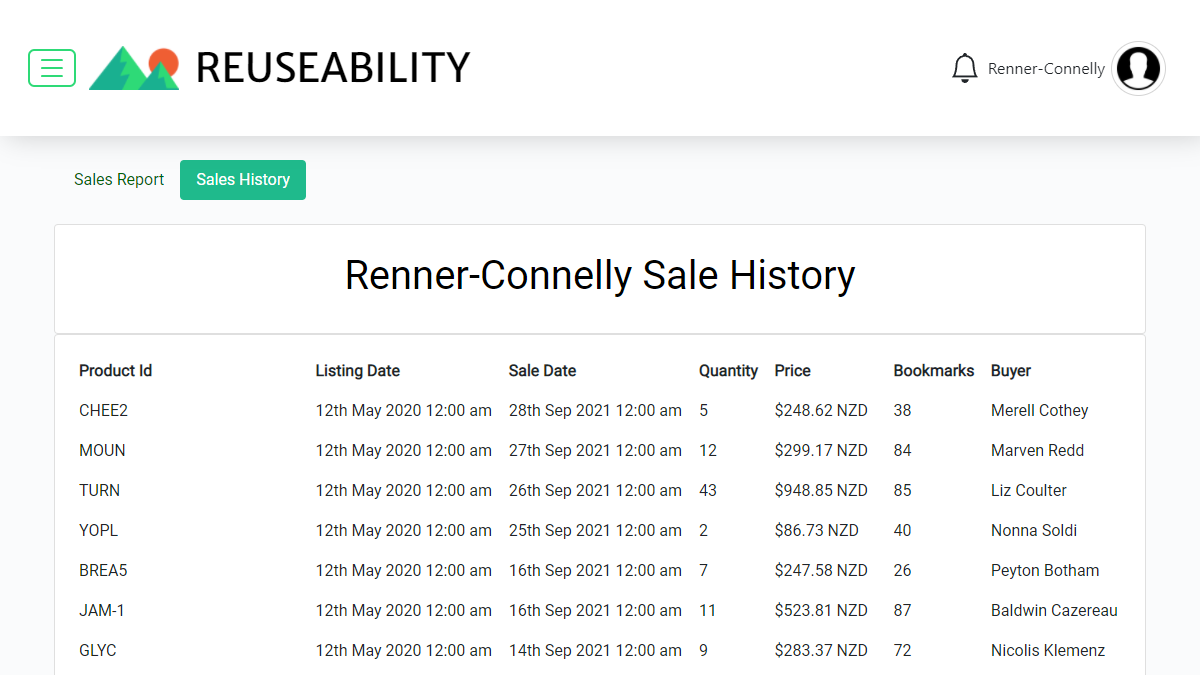 REUSEABILITY
Renner-Connelly
Sales Report Sales History
Renner-Connelly Sale History
Product Id Listing Date Sale Date Quantity Price Bookmarks Buyer
CHEE2 12th May 2020 12:00 am 28th Sep 2021 12:00 am 5 $248.62 NZD 38 Merell Cothey
MOUN 12th May 2020 12:00 am 27th Sep 2021 12:00 am 12 $299.17 NZD 84 Marven Redd
TURN 12th May 2020 12:00 am 26th Sep 2021 12:00 am 43 $948.85 NZD 85 Liz Coulter
YOPL 12th May 2020 12:00 am 25th Sep 2021 12:00 am 2 $86.73 NZD 40 Nonna Soldi
BREA5 12th May 2020 12:00 am 16th Sep 2021 12:00 am 7 $247.58 NZD 26 Peyton Botham
JAM-1 12th May 2020 12:00 am 16th Sep 2021 12:00 am 11 $523.81 NZD 87 Baldwin Cazereau
GLYC 12th May 2020 12:00 am 14th Sep 2021 12:00 am 9 $283.37 NZD 72 Nicolis Klemenz